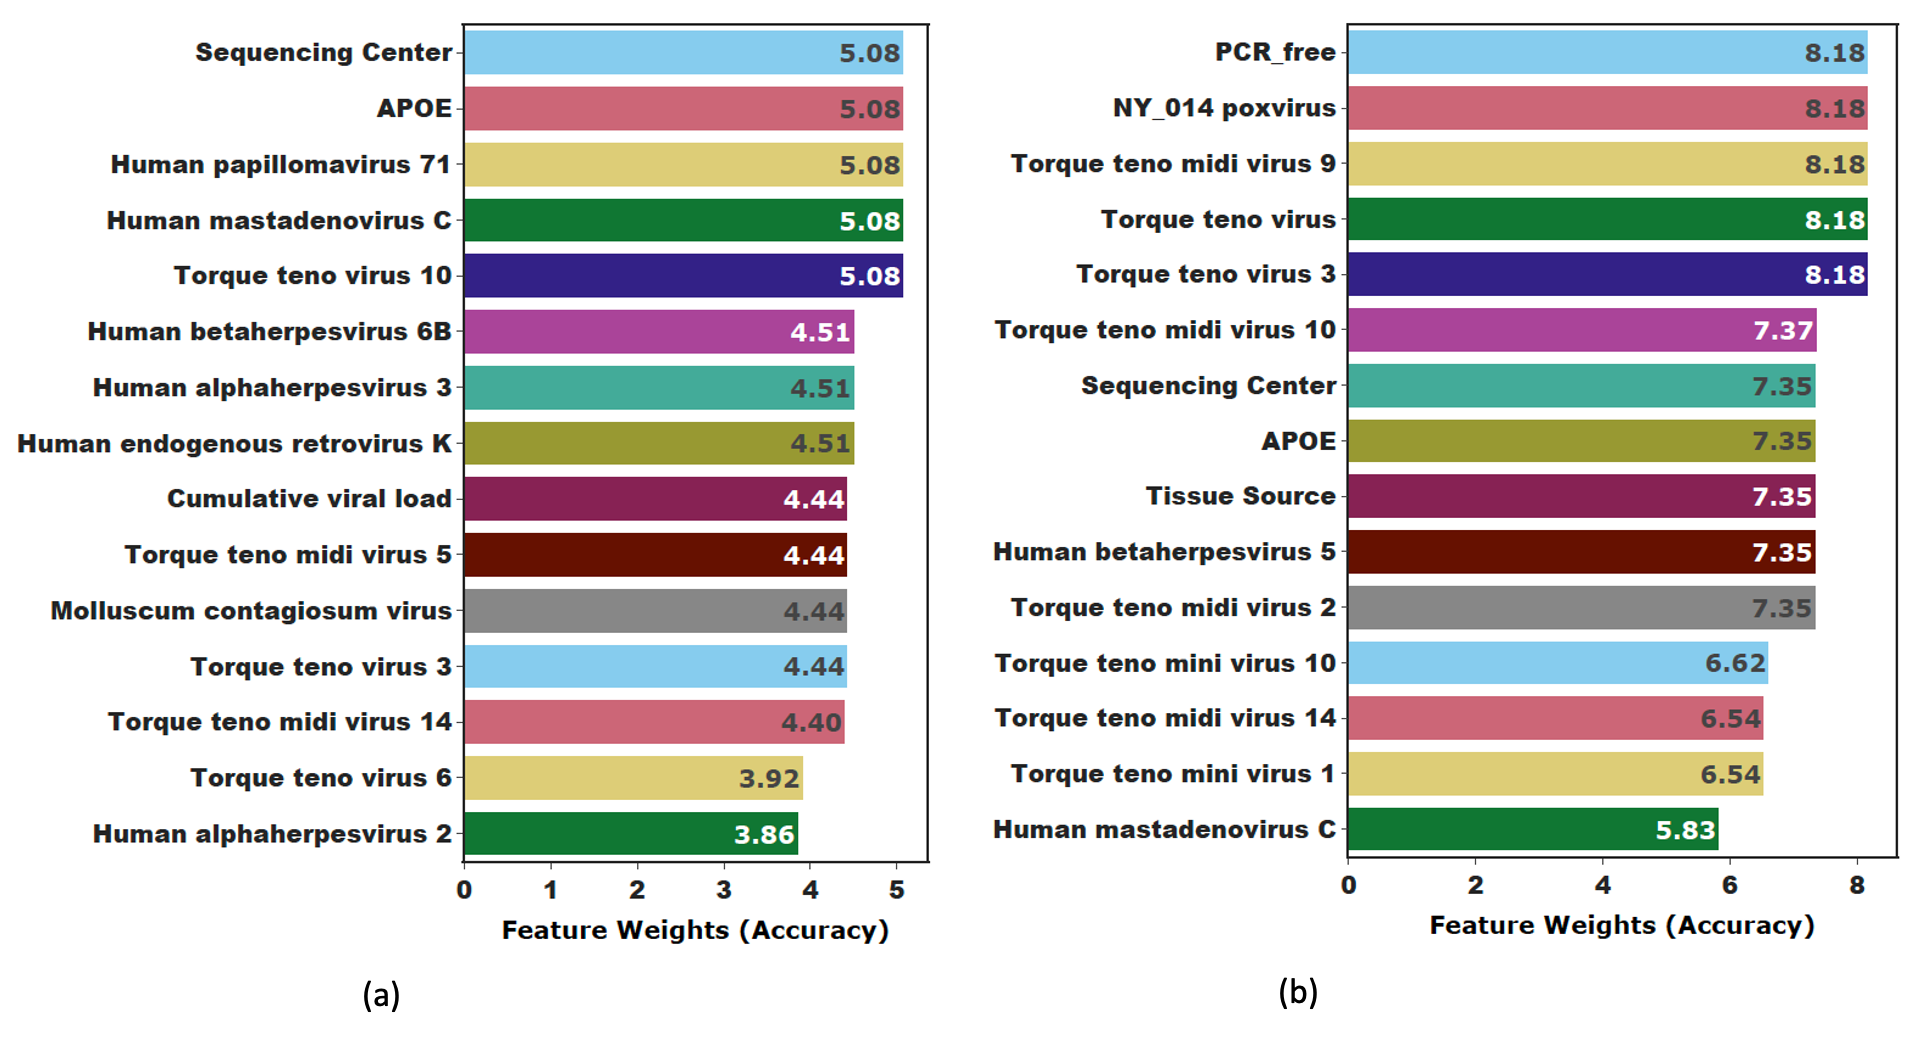 Sequencing Center 5.08
APOE 5.08
Human papillomavirus 71 5.08
Human mastadenovirus C 5.08
Torque teno virus 10 5.08
Human betaherpesvirus 6B 4.51
Human alphaherpesvirus 3 4.51
Human endogenous retrovirus K 4.51
Cumulative viral load 4.44
Torque teno midi virus 5 4.44
Molluscum contagiosum virus 4.44
Torque teno virus 3 4.44
Torque teno midi virus 14 4.40
Torque teno virus 6 3.92
Human alphaherpesvirus 2 3.86
0 1 2 3 4 5
Feature Weights (Accuracy)
(a)
PCR_free 8.18
NY_014 poxvirus 8.18
Torque teno midi virus 9 8.18
Torque teno virus 8.18
Torque teno virus 3 8.18
Torque teno midi virus 10 7.37
Sequencing Center 7.35
APOE 7.35
Tissue Source 7.35
Human betaherpesvirus 5 7.35
Torque teno midi virus 2 7.35
Torque teno mini virus 10 6.62
Torque teno midi virus 14 6.54
Torque teno mini virus 1 6.54
Human mastadenovirus C 5.83
0 2 4 6 8
Feature Weights (Accuracy)
(b)